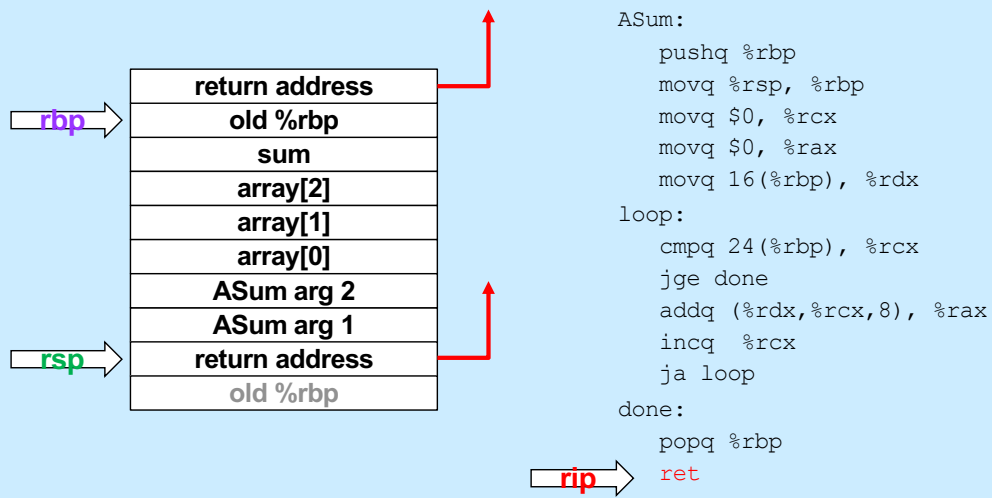 return address
rbp
old %rbp
sum
array[2]
array[1]
array[0]
ASum arg 2
ASum arg 1
rsp
return address
old %rbp
ASum:
pushq %rbp
movq %rsp, %rbp
movq $0, %rcx
movq $0, %rax
movq 16(%rbp), %rdx
loop:
cmpq 24(%rbp), %rcx
jge done
addq (%rdx,%rcx,8), %rax
incq %rcx
ja loop
done:
popq %rbp
rip
ret